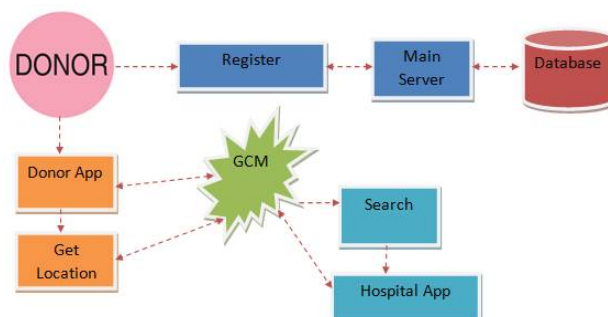 DONOR
Register
Main
Server
Database
Donor App
GCM
Search
Get
Location
Hospital App